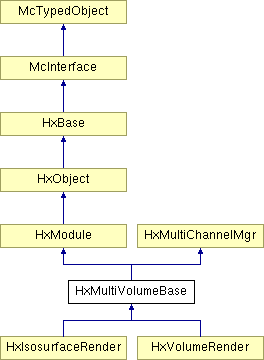 McTypedObject
McInterface
HxBase
HxObject
HxModule
HxMultiChannelMgr
HxMultiVolumeBase
HxIsosurfaceRender
HxVolumeRender